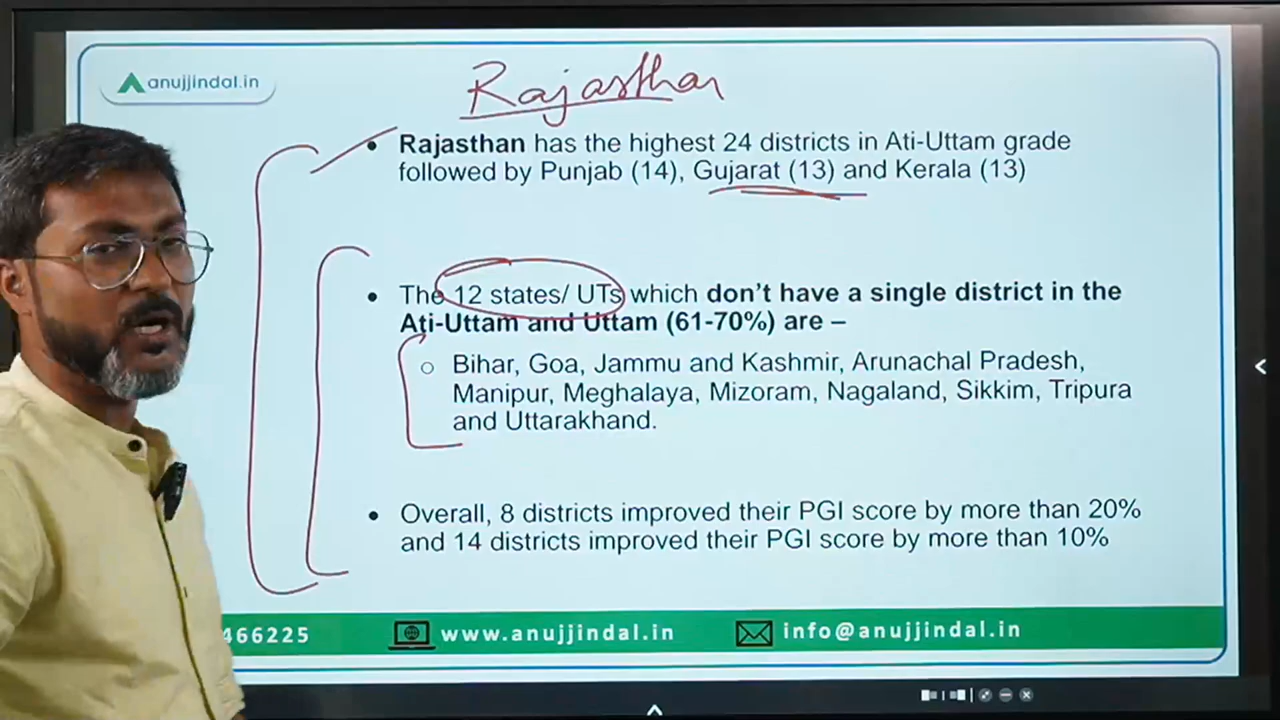 anujjindal.in
Rajasthan
• Rajasthan has the highest 24 districts in Ati-Uttam grade
followed by Punjab (14), Gujarat (13) and Kerala (13)
• The 12 states/ UTs which don't have a single district in the
Ati-Uttam and Uttam (61-70%) are –
○ Bihar, Goa, Jammu and Kashmir, Arunachal Pradesh,
Manipur, Meghalaya, Mizoram, Nagaland, Sikkim, Tripura
and Uttarakhand.
• Overall, 8 districts improved their PGI score by more than 20%
and 14 districts improved their PGI score by more than 10%
466225 www.anujjindal.in info@anujjindal.in